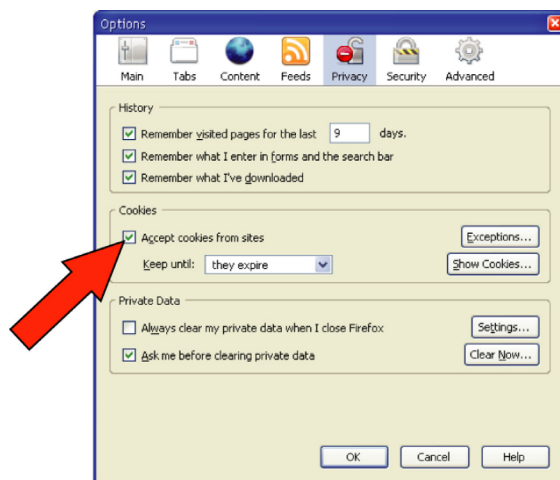 Options
Main Tabs Content Feeds Privacy Security Advanced
History
Remember visited pages for the last 9 days.
Remember what I enter in forms and the search bar
Remember what I've downloaded
Cookies
Accept cookies from sites Exceptions...
Keep until: they expire Show Cookies...
Private Data
Always clear my private data when I close Firefox Settings...
Ask me before clearing private data Clear Now...
OK Cancel Help